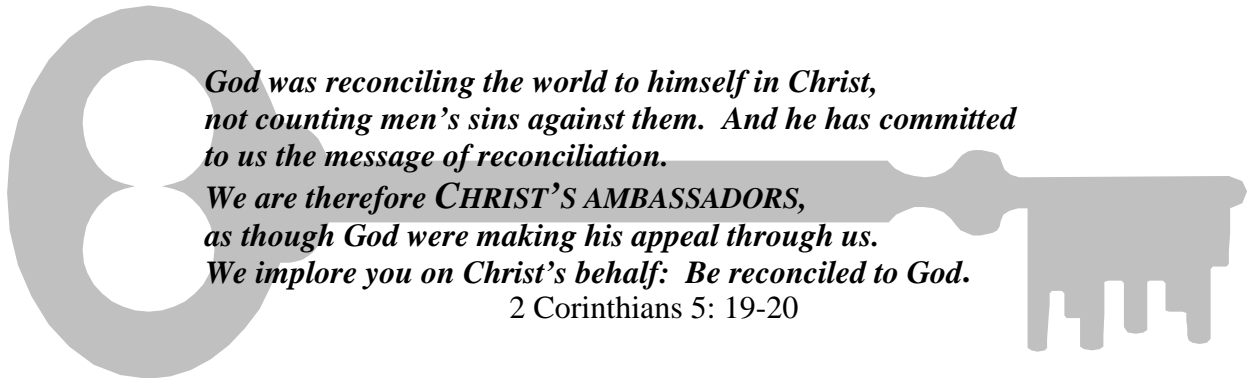 God was reconciling the world to himself in Christ,
not counting men’s sins against them.  And he has committed
to us the message of reconciliation.
We are therefore CHRIST’S AMBASSADORS,
as though God were making his appeal through us.
We implore you on Christ’s behalf:  Be reconciled to God.
2 Corinthians 5: 19-20